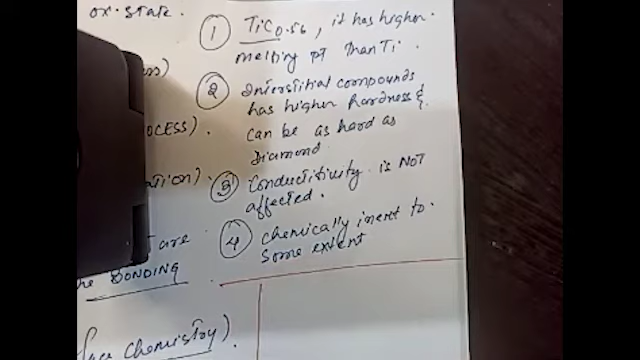 ox. state.
① TiC0.56, it has higher
melting pt Than Ti.
② Interstitial compounds
has higher hardness &
can be as hard as
Diamond.
③ Conductitivity is NOT
affected.
④ chemically inert to
some extent
OCESS).
ATION)
are
BONDING
chemistry).